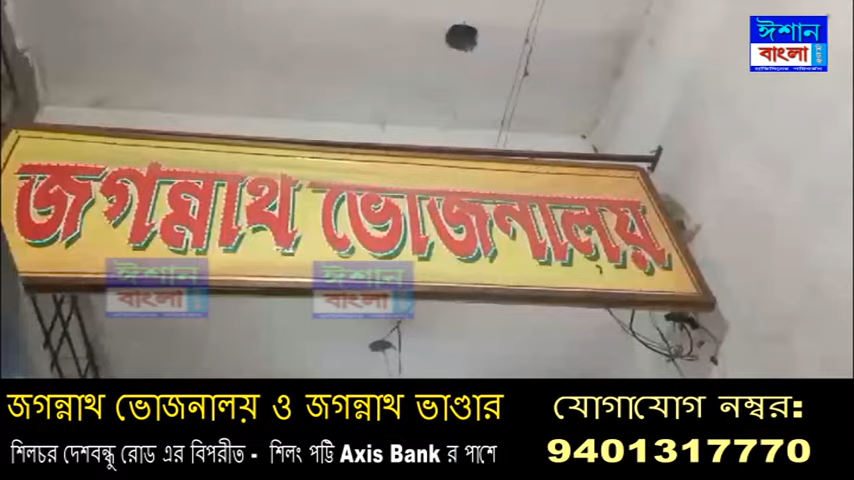 ঈশান
বাংলা
জগন্নাথ ভোজনালয়
ঈশান
বাংলা
ঈশান
বাংলা
জগন্নাথ ভোজনালয় ও জগন্নাথ ভাণ্ডার
শিলচর দেশবন্ধু রোড এর বিপরীত - শিলং পট্টি Axis Bank র পাশে
যোগাযোগ নম্বর:
9401317770